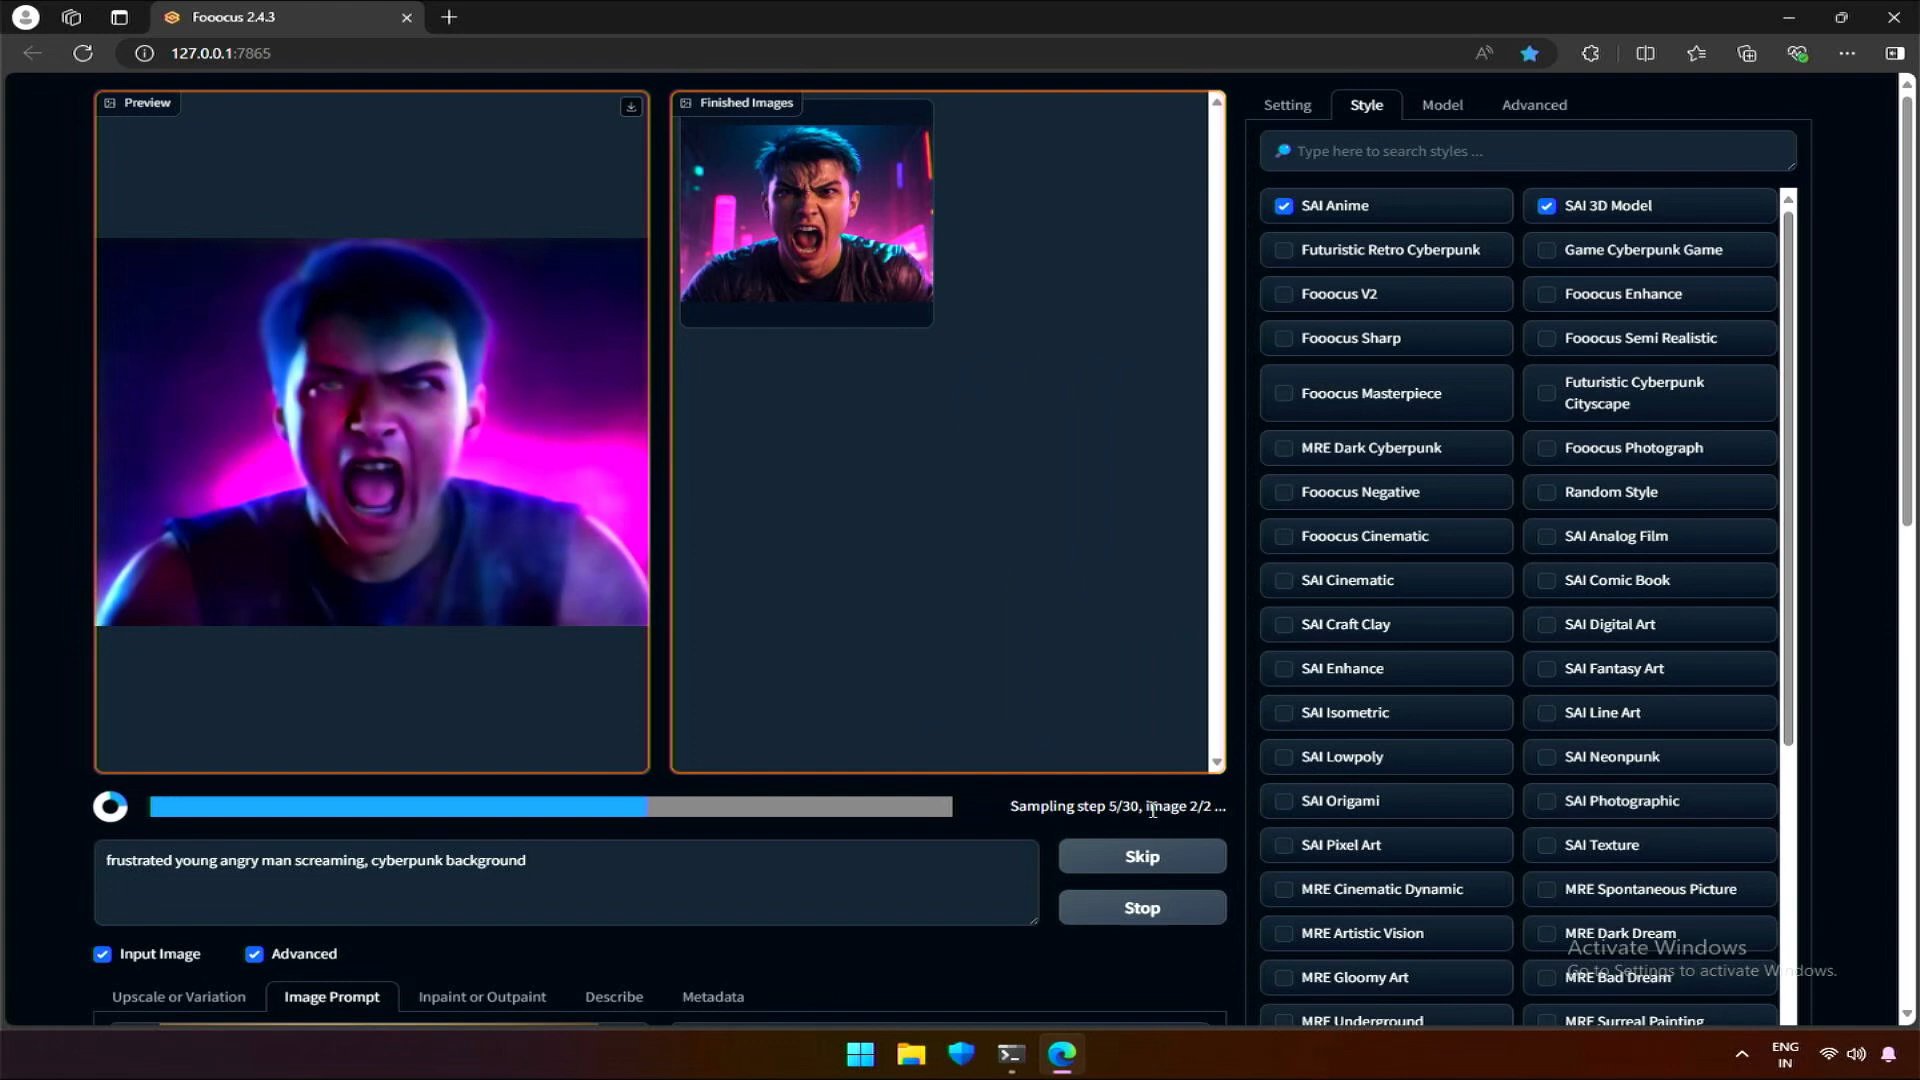 Fooocus 2.4.3
127.0.0.1:7865
Preview
Finished Images
Setting
Style
Model
Advanced
Type here to search styles ...
SAI Anime
SAI 3D Model
Futuristic Retro Cyberpunk
Game Cyberpunk Game
Fooocus V2
Fooocus Enhance
Fooocus Sharp
Fooocus Semi Realistic
Fooocus Masterpiece
Futuristic Cyberpunk
Cityscape
MRE Dark Cyberpunk
Fooocus Photograph
Fooocus Negative
Random Style
Fooocus Cinematic
SAI Analog Film
SAI Cinematic
SAI Comic Book
SAI Craft Clay
SAI Digital Art
SAI Enhance
SAI Fantasy Art
SAI Isometric
SAI Line Art
SAI Lowpoly
SAI Neonpunk
SAI Origami
SAI Photographic
SAI Pixel Art
SAI Texture
MRE Cinematic Dynamic
MRE Spontaneous Picture
MRE Artistic Vision
MRE Dark Dream
MRE Gloomy Art
MRE Bad Dream
MRE Underground
MRE Surreal Painting
Sampling step 5/30, image 2/2 ...
frustrated young angry man screaming, cyberpunk background
Skip
Stop
Input Image
Advanced
Upscale or Variation
Image Prompt
Inpaint or Outpaint
Describe
Metadata
Activate Windows
Go to Settings to activate Windows.
ENG
IN